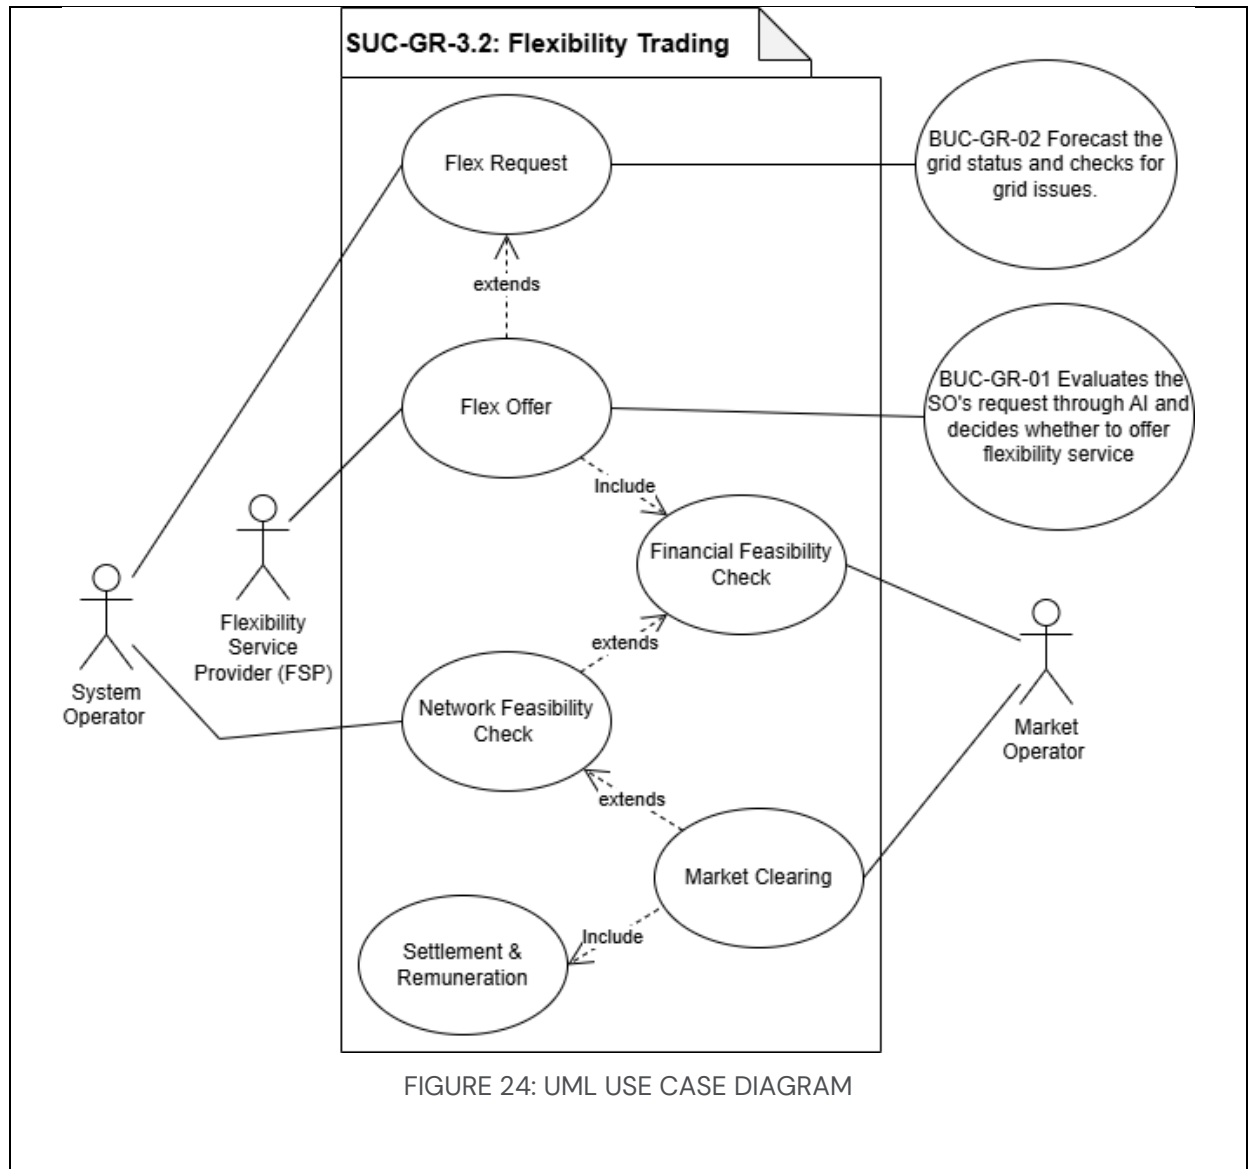 SUC-GR-3.2: Flexibility Trading
Flex Request
BUC-GR-02 Forecast the
grid status and checks for
grid issues.
extends
Flex Offer
BUC-GR-01 Evaluates the
SO's request through AI and
decides whether to offer
flexibility service
Include
Financial Feasibility
Check
Flexibility
Service
Provider (FSP)
System
Operator
extends
Network Feasibility
Check
Market
Operator
extends
Market Clearing
Include
Settlement &
Remuneration
FIGURE 24: UML USE CASE DIAGRAM